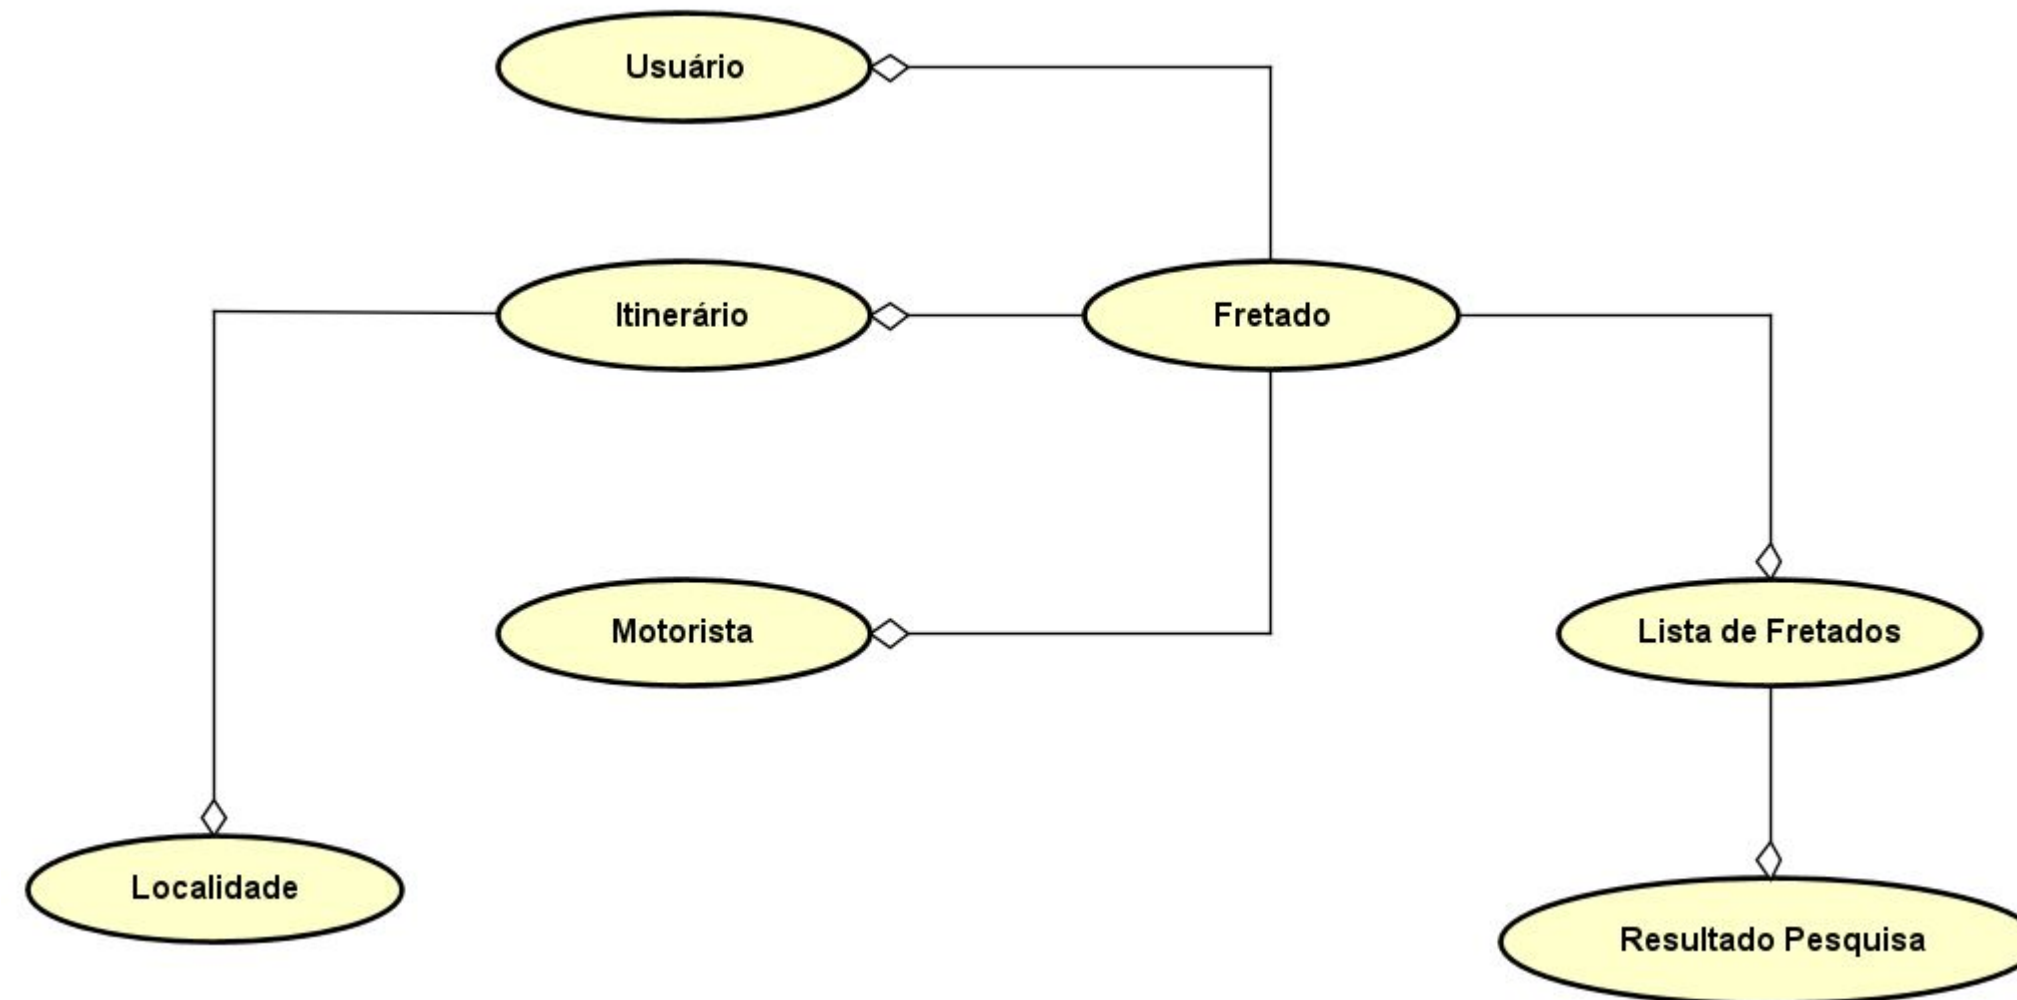 Usuário
Itinerário
Fretado
Motorista
Lista de Fretados
Localidade
Resultado Pesquisa